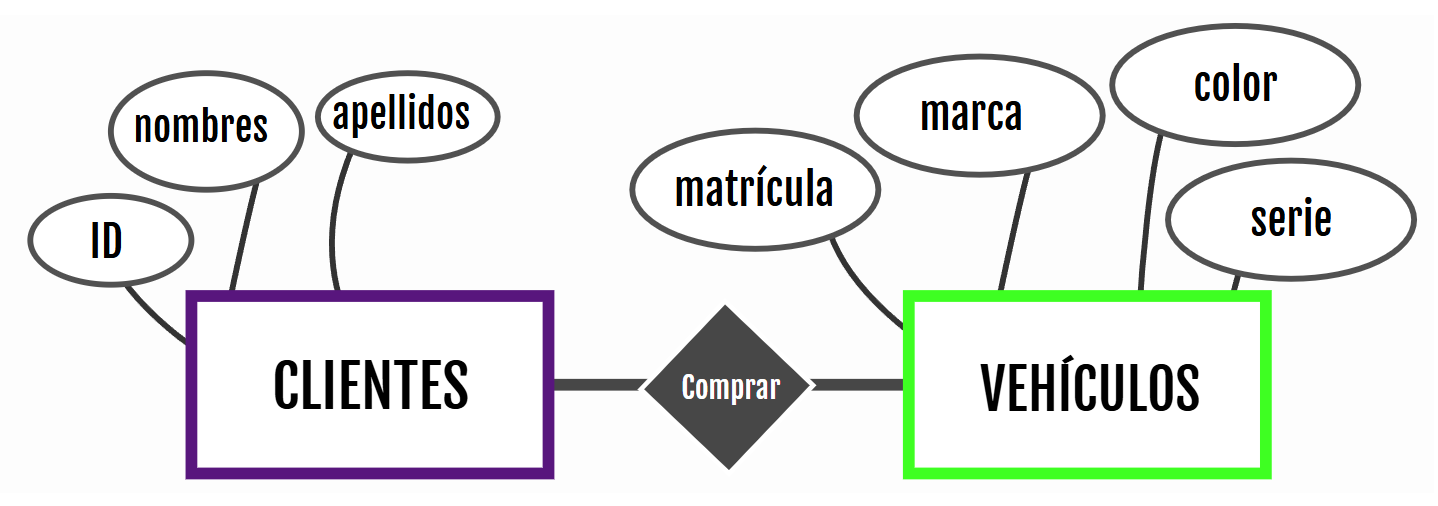 nombres
apellidos
ID
CLIENTES
Comprar
matrícula
marca
color
serie
VEHÍCULOS